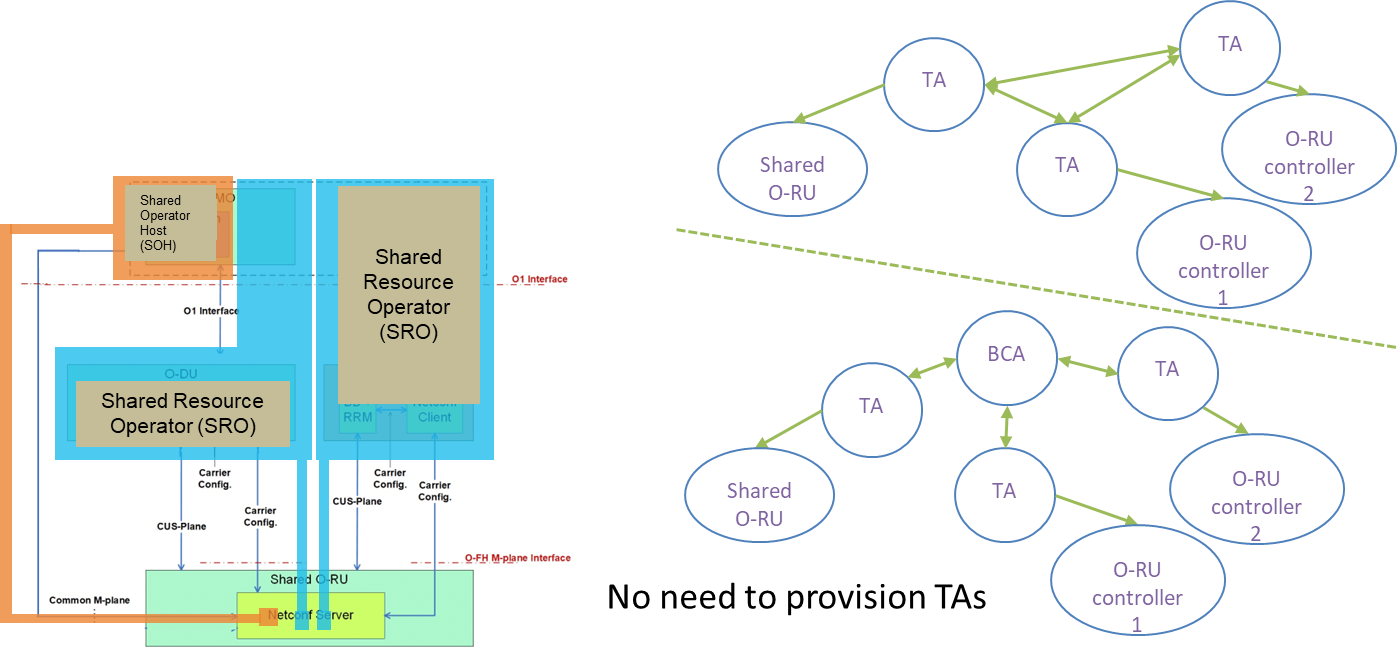 Shared
Operator
Host
(SOH)
MO
Shared
Resource
Operator
(SRO)
O1 Interface
O1 Interface
O-DU
Shared Resource
Operator (SRO)
RRM
Client
Carrier
Config.
Carrier
Config.
CUS-Plane
Carrier
Config.
Carrier
Config.
CUS-Plane
O-FH M-plane Interface
Shared O-RU
Common M-plane
Netconf Server
TA
TA
TA
Shared
O-RU
O-RU
controller
2
O-RU
controller
1
BCA
TA
TA
TA
Shared
O-RU
O-RU
controller
2
O-RU
controller
1
No need to provision TAs